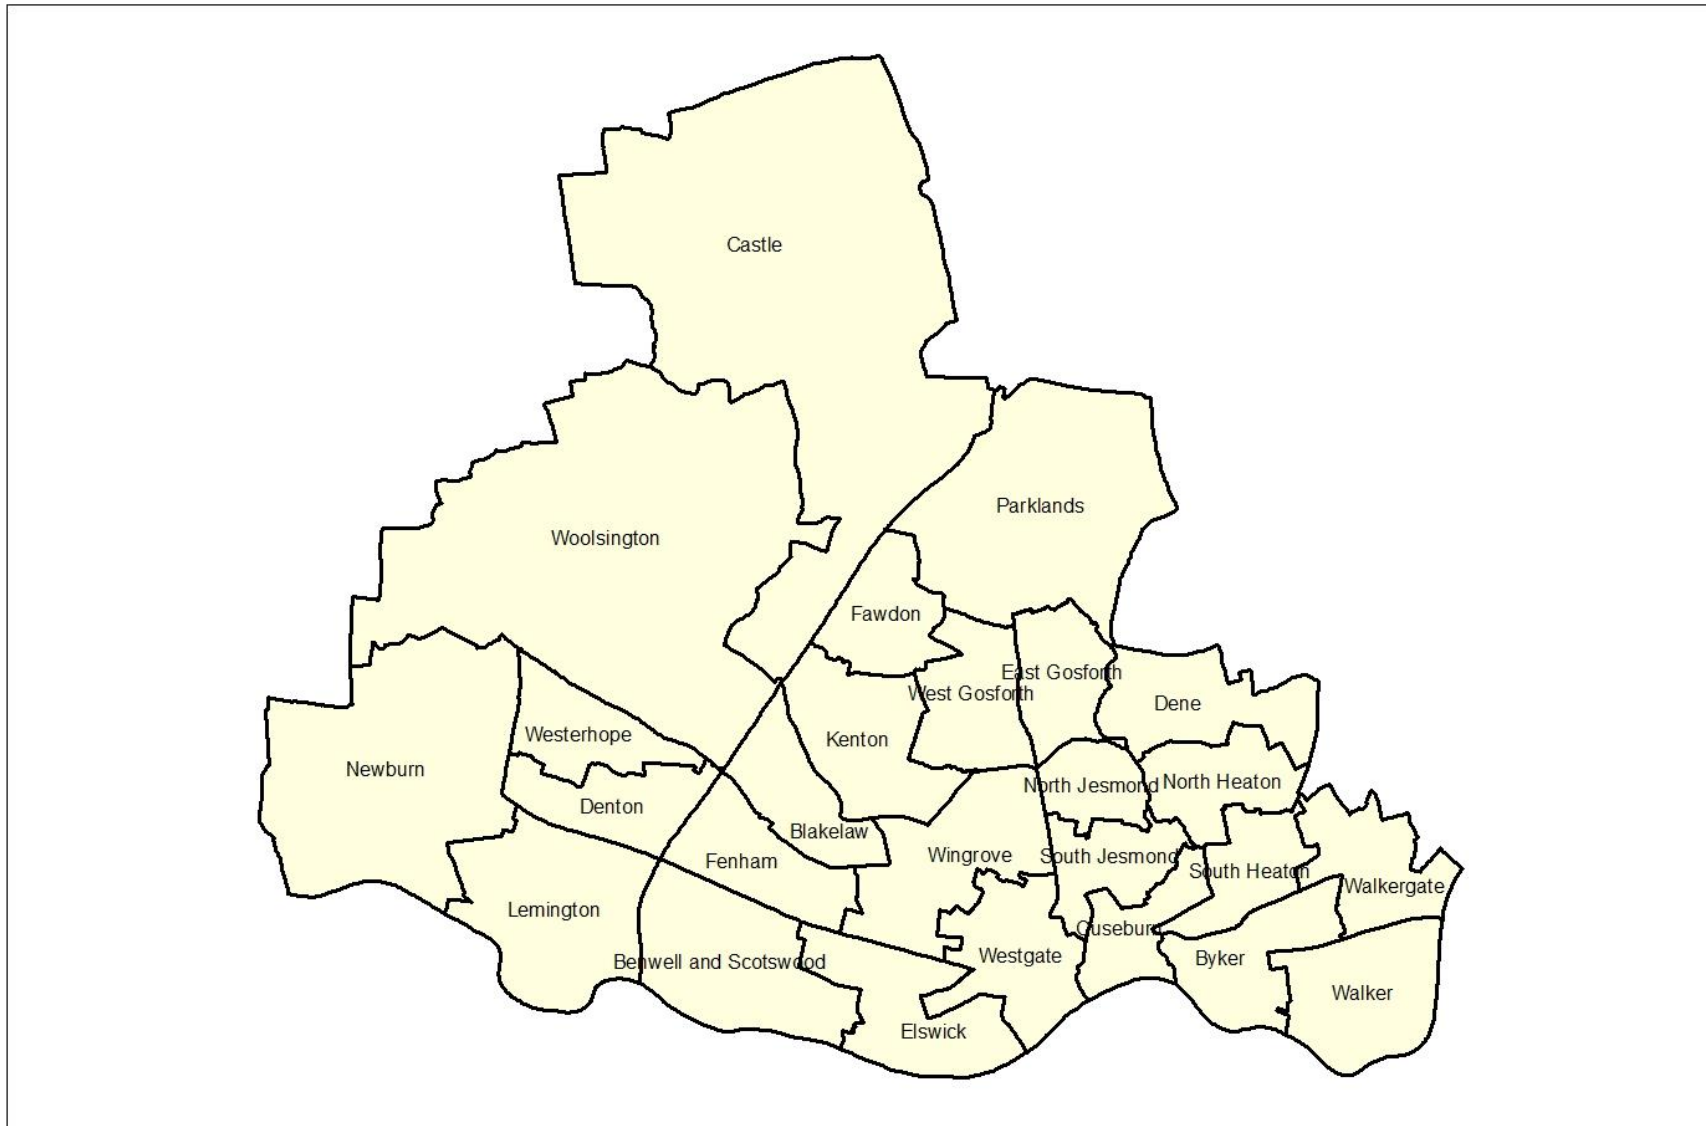 Castle
Parklands
Woolsington
Fawdon
East Gosforth
West Gosforth
Dene
Westerhope
Kenton
Newburn
North Heaton
North Jesmond
Denton
Blakelaw
Wingrove
South Jesmond
Fenham
South Heaton
Walkergate
Lemington
Ouseburn
Westgate
Byker
Benwell and Scotswood
Walker
Elswick